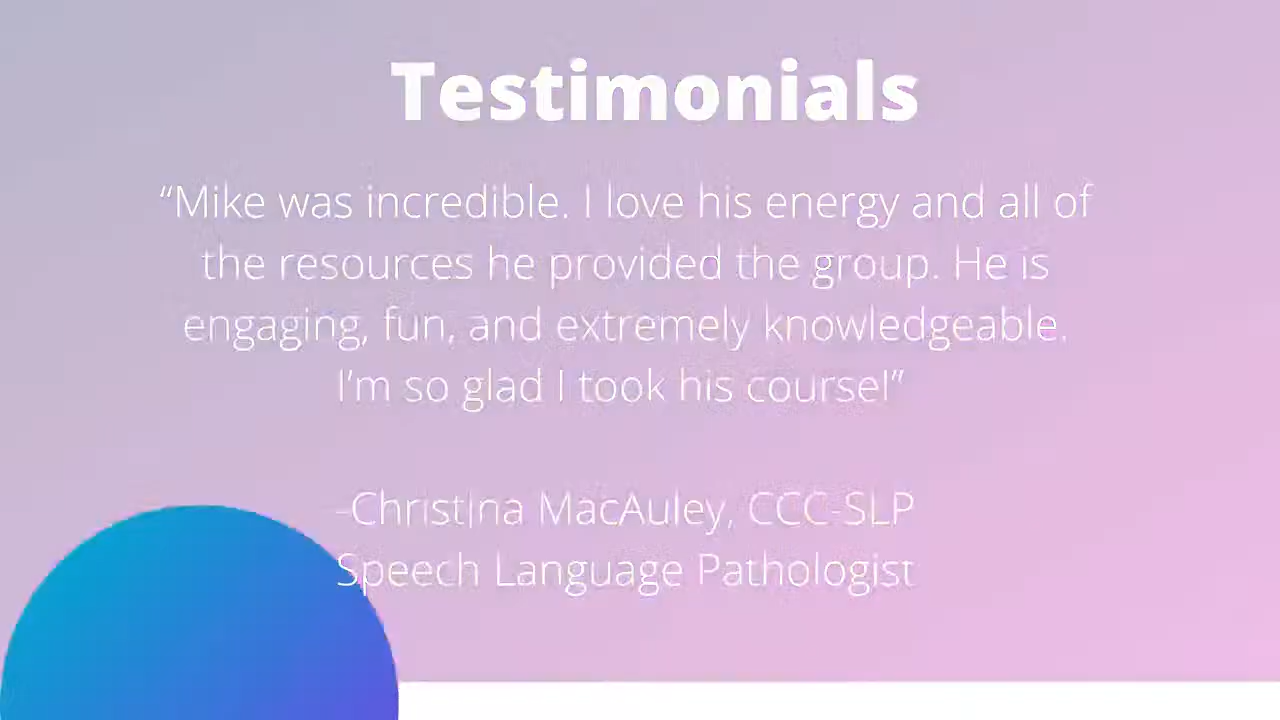 Testimonials
“Mike was incredible. I love his energy and all of
the resources he provided the group. He is
engaging, fun, and extremely knowledgeable.
I’m so glad I took his course!”
-Christina MacAuley, CCC-SLP
Speech Language Pathologist